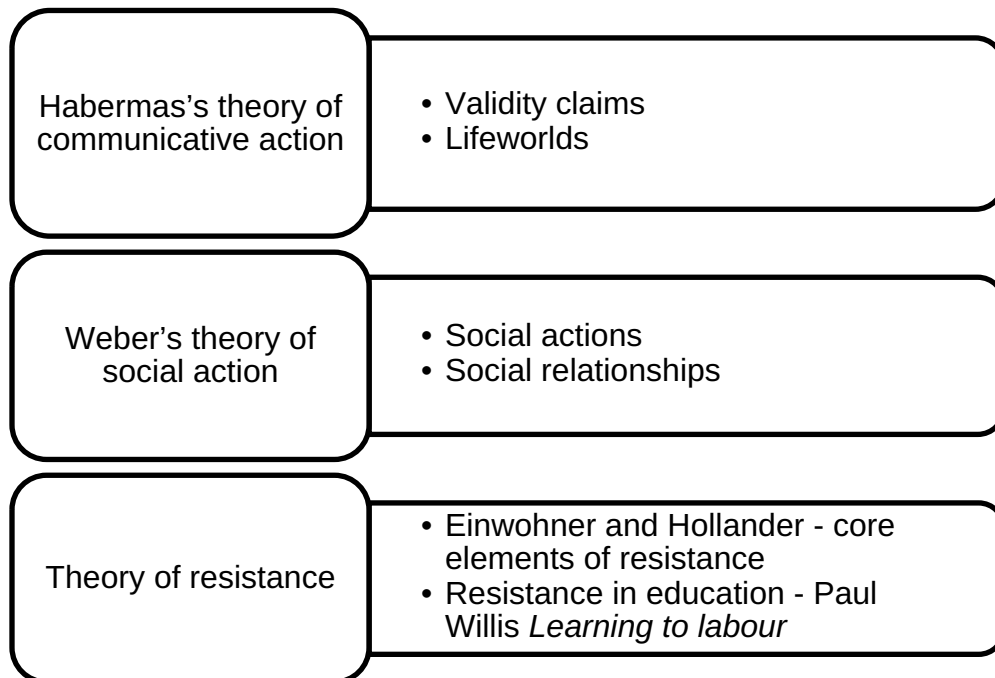 Habermas’s theory of
communicative action
• Validity claims
• Lifeworlds
Weber’s theory of
social action
• Social actions
• Social relationships
Theory of resistance
• Einwohner and Hollander - core
elements of resistance
• Resistance in education - Paul
Willis Learning to labour